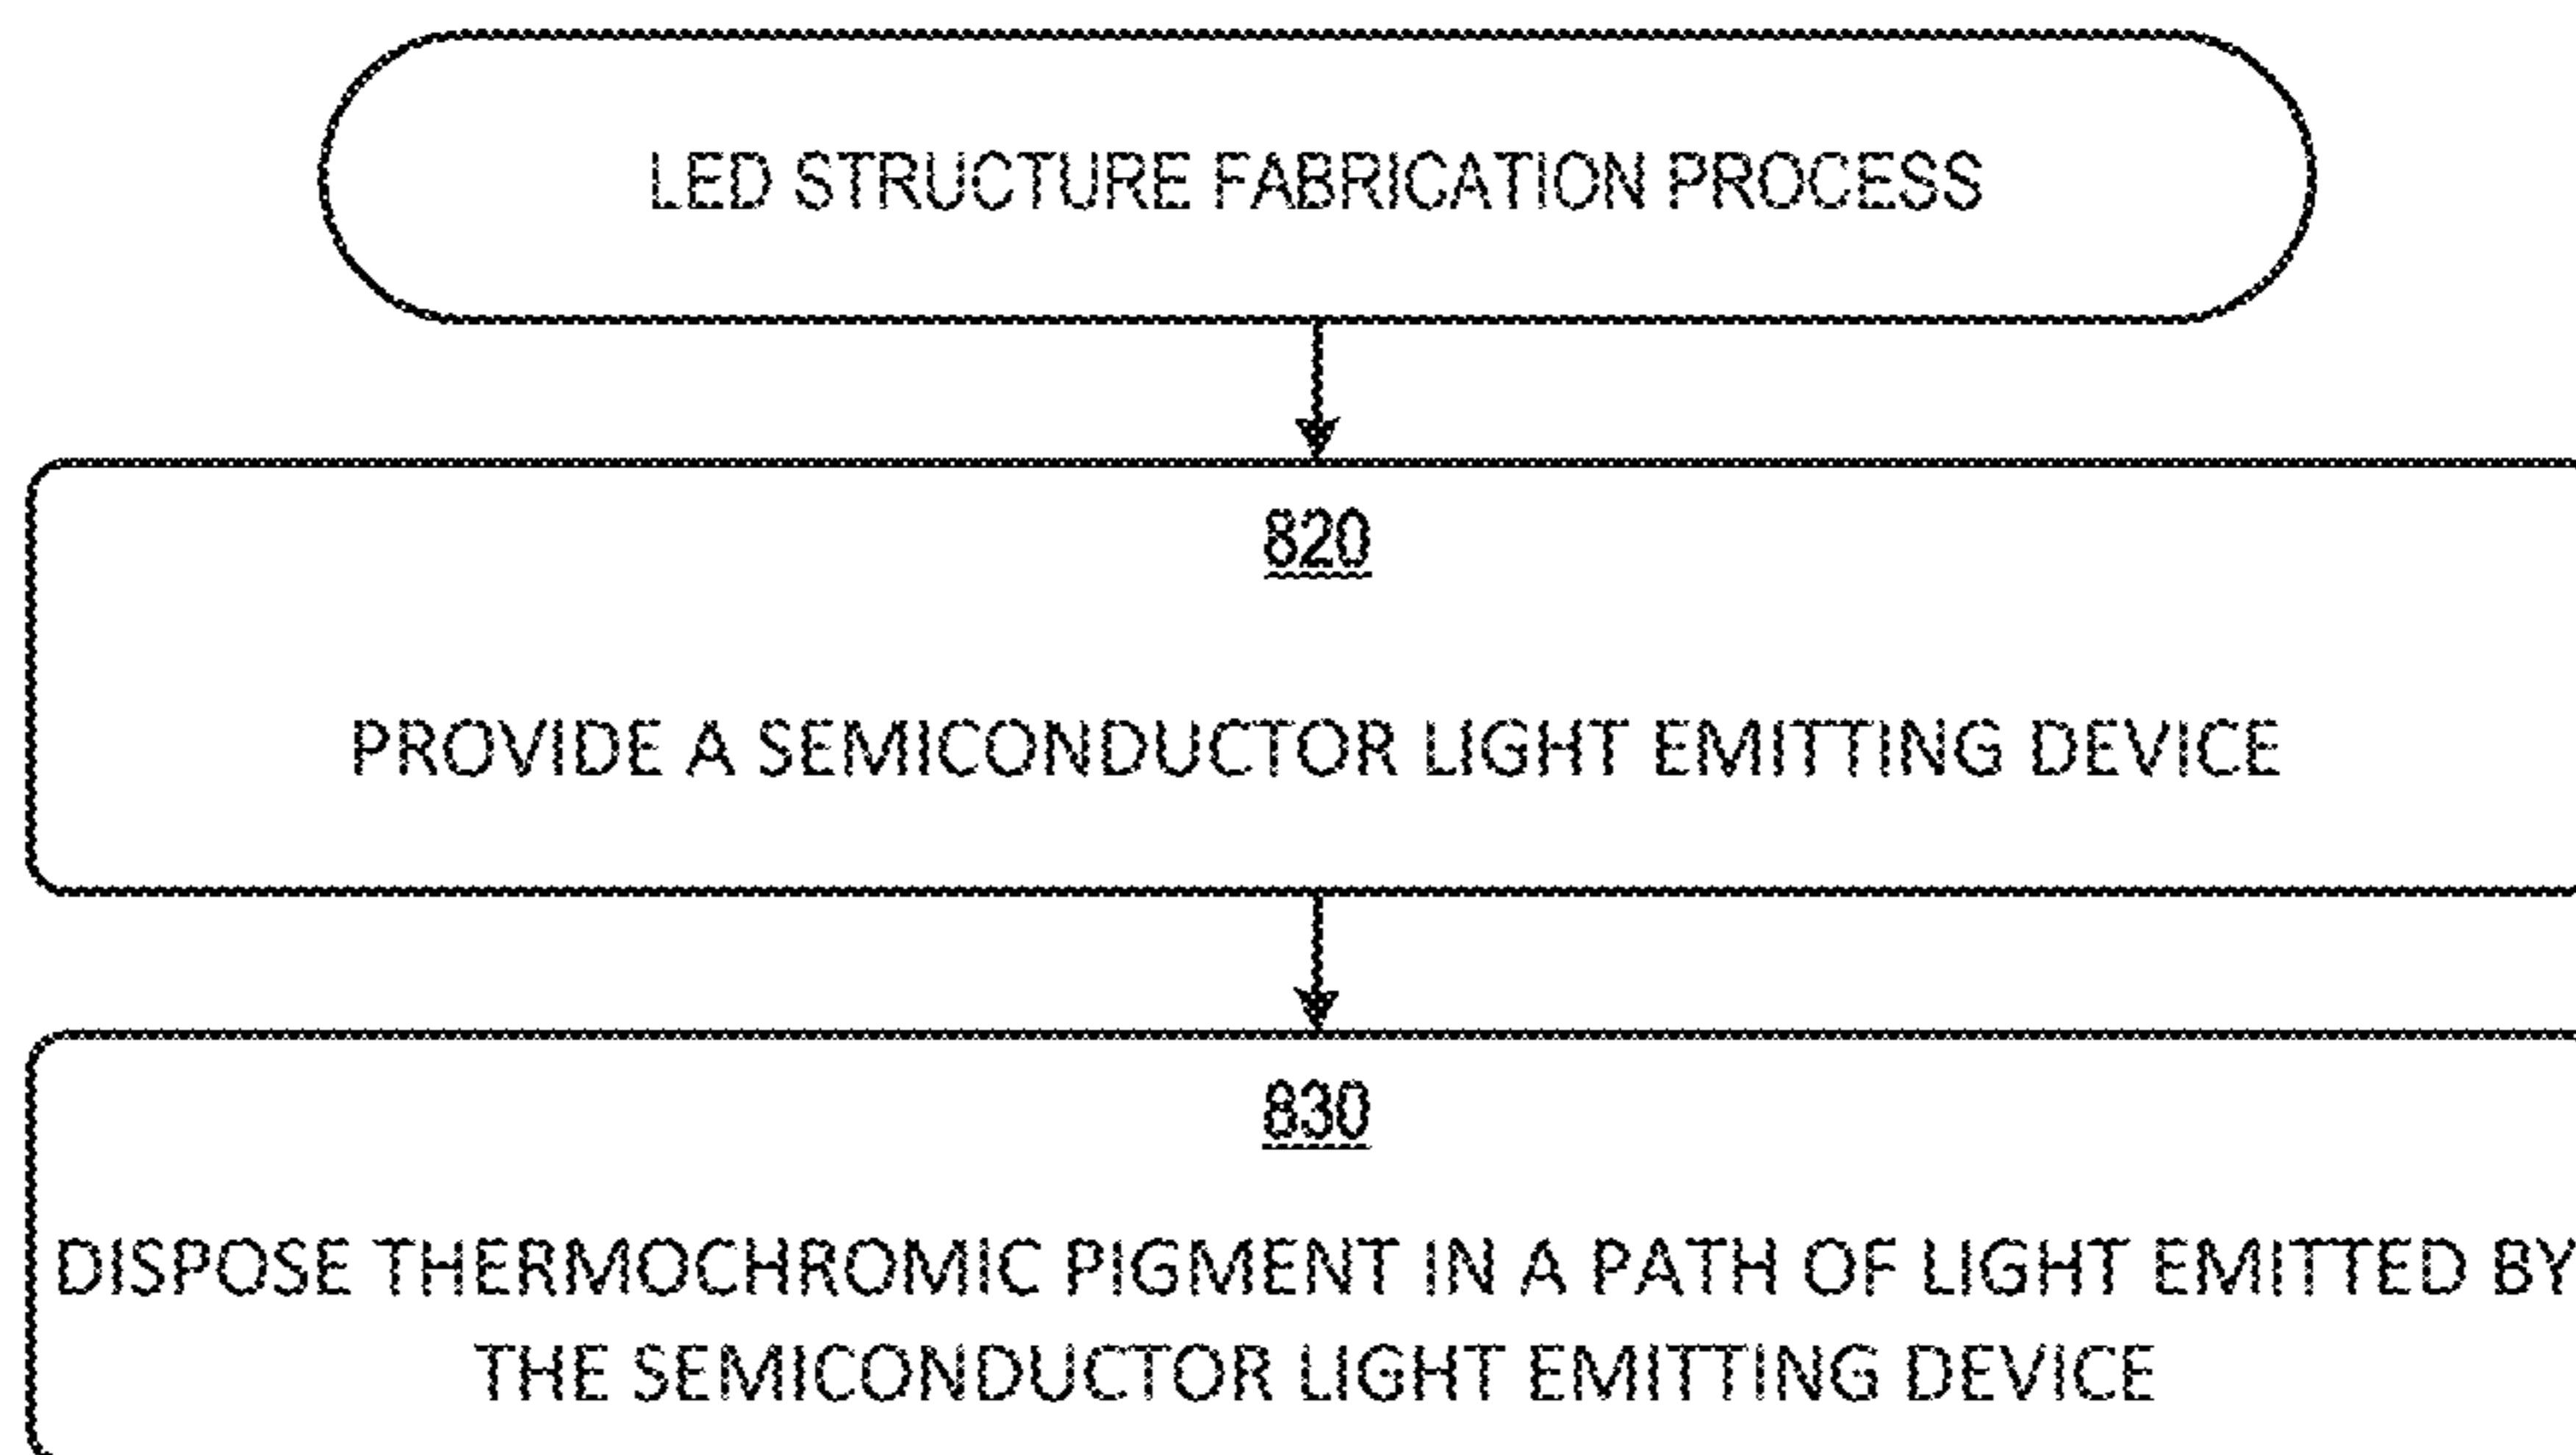 LED STRUCTURE FABRICATION PROCESS
820
PROVIDE A SEMICONDUCTOR LIGHT EMITTING DEVICE
830
DISPOSE THERMOCHROMIC PIGMENT IN A PATH OF LIGHT EMITTED BY
THE SEMICONDUCTOR LIGHT EMITTING DEVICE